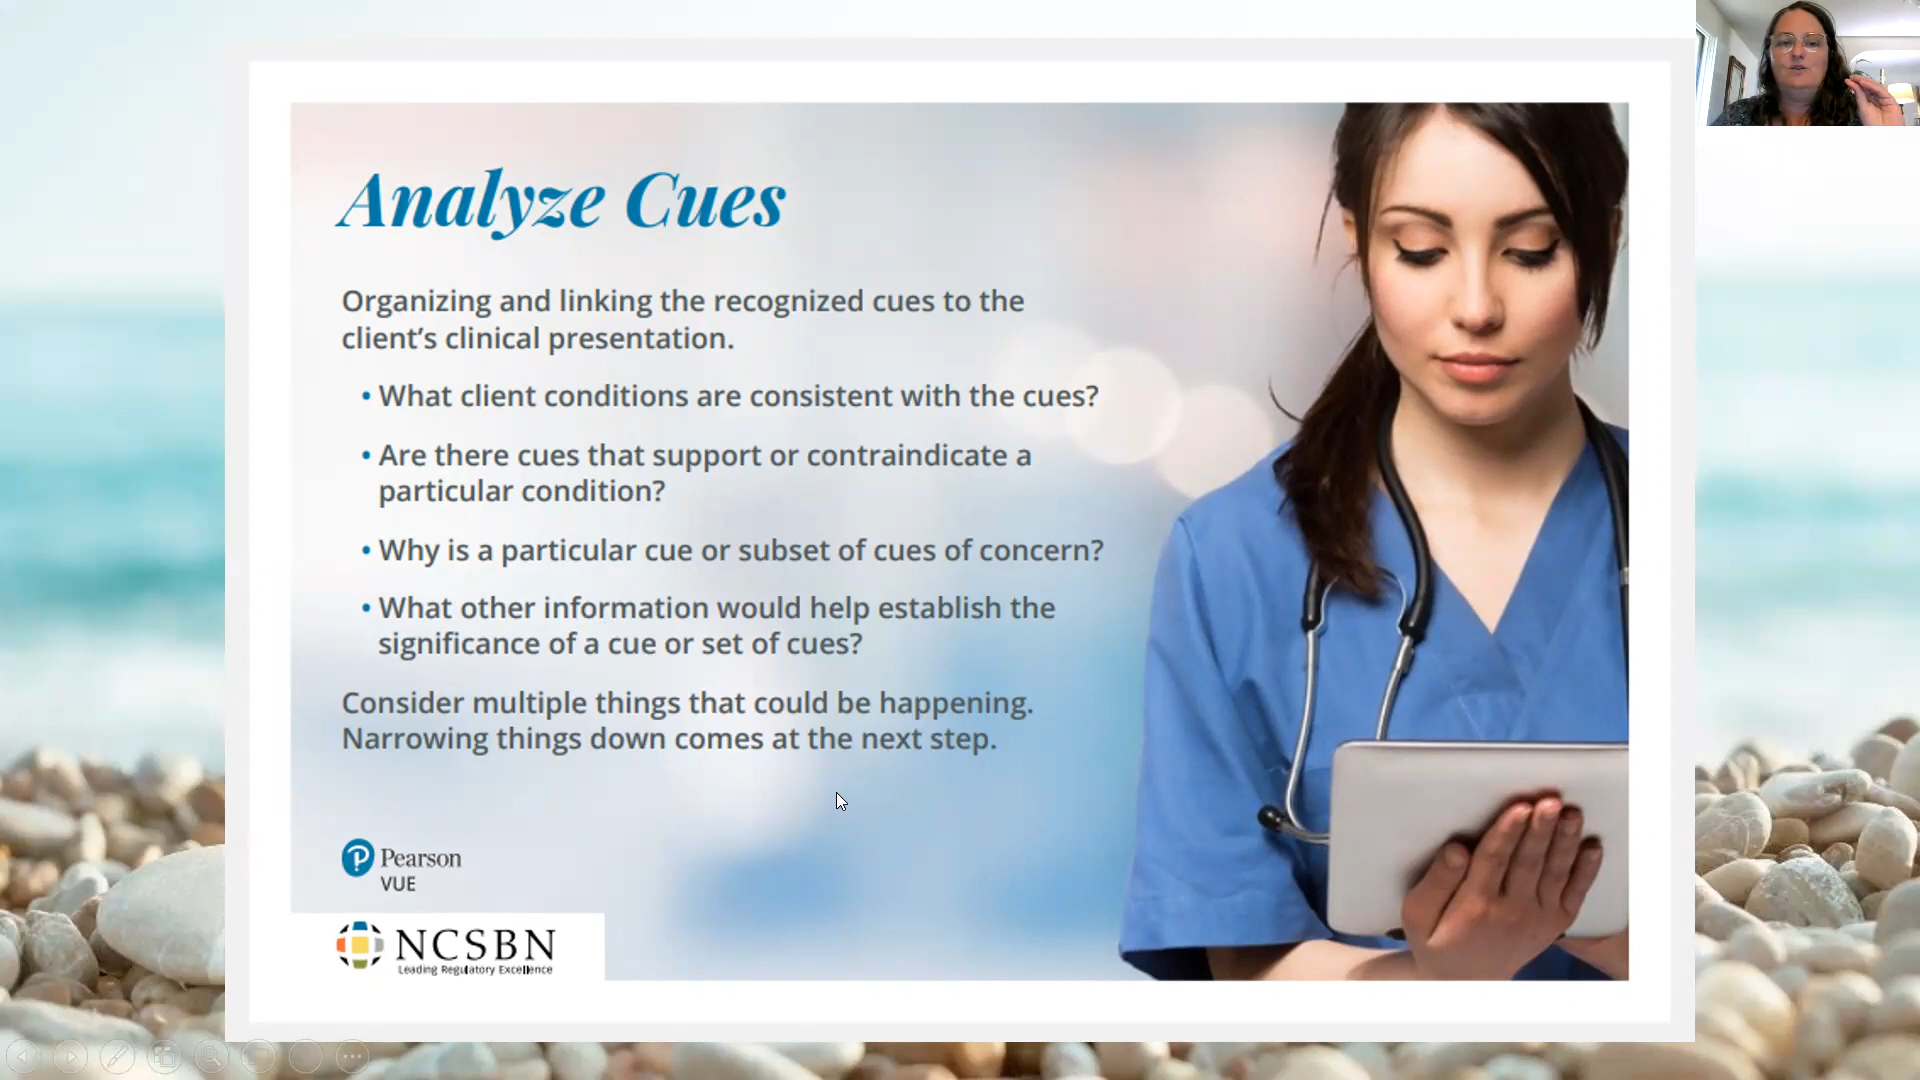 Analyze Cues
Organizing and linking the recognized cues to the
client's clinical presentation.
• What client conditions are consistent with the cues?
• Are there cues that support or contraindicate a
particular condition?
• Why is a particular cue or subset of cues of concern?
• What other information would help establish the
significance of a cue or set of cues?
Consider multiple things that could be happening.
Narrowing things down comes at the next step.
Pearson
VUE
NCSBN
Leading Regulatory Excellence